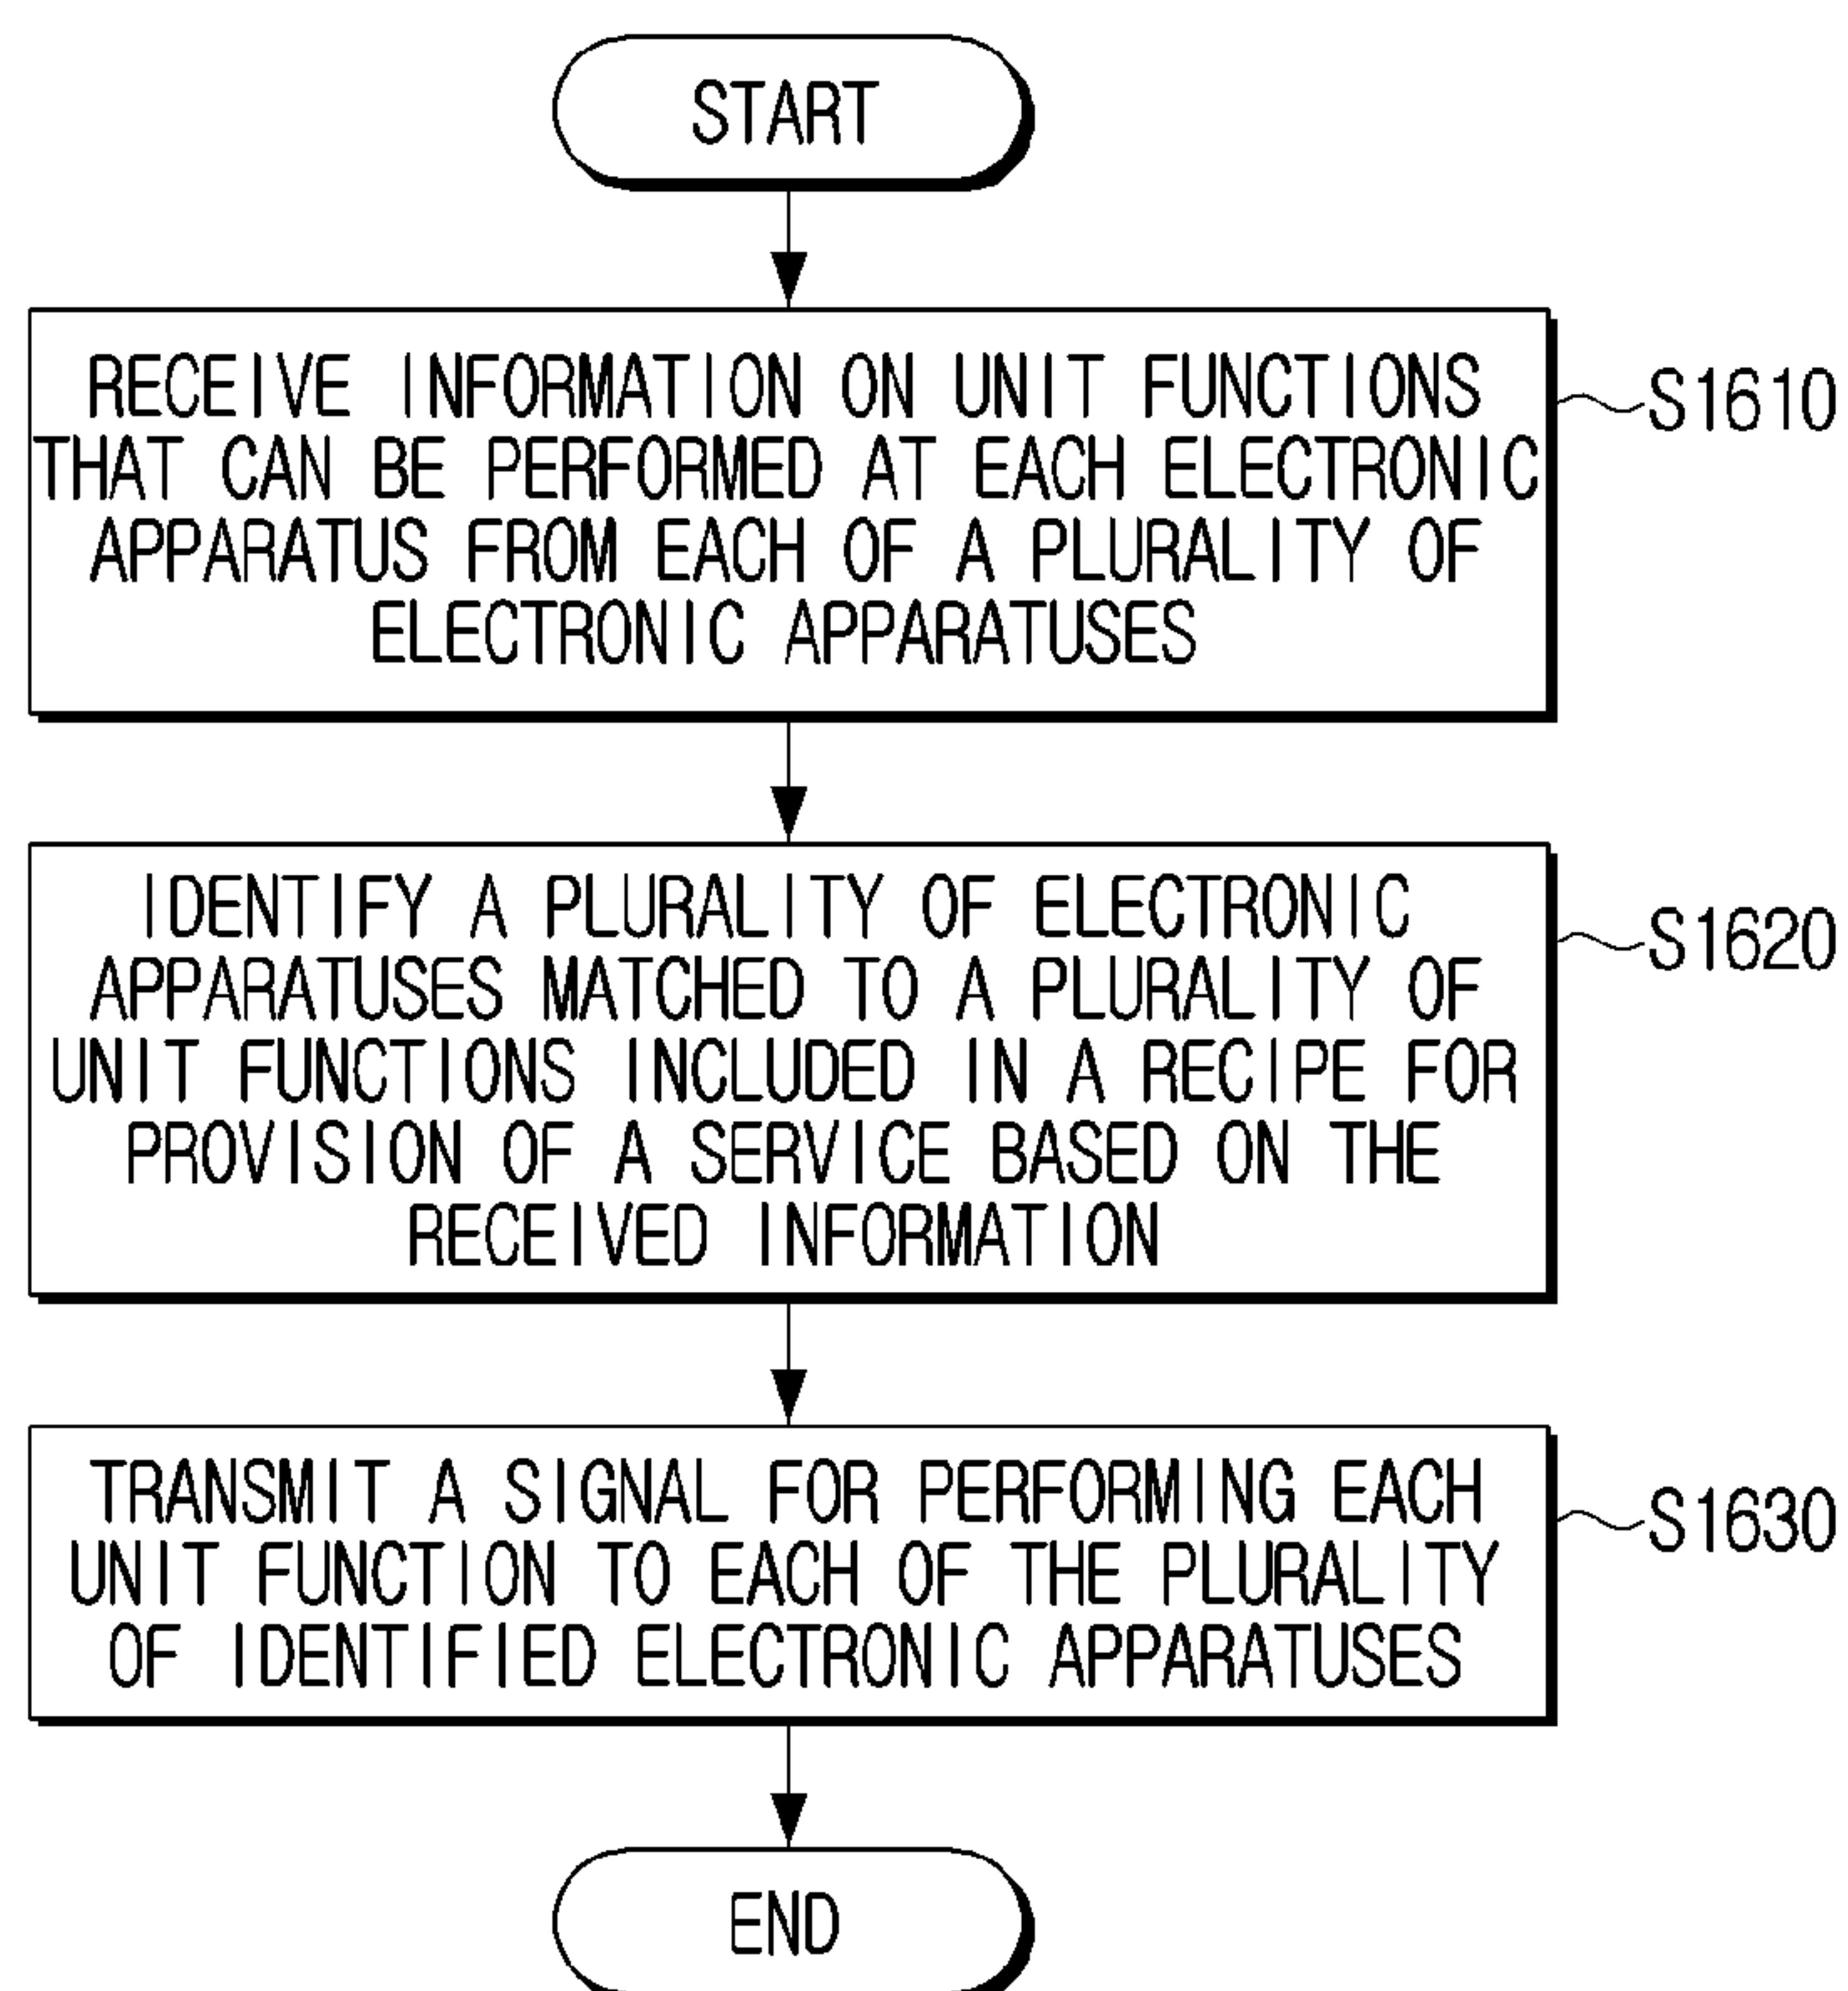 START
RECEIVE INFORMATION ON UNIT FUNCTIONS
THAT CAN BE PERFORMED AT EACH ELECTRONIC
APPARATUS FROM EACH OF A PLURALITY OF
ELECTRONIC APPARATUSES
S1610
IDENTIFY A PLURALITY OF ELECTRONIC
APPARATUSES MATCHED TO A PLURALITY OF
UNIT FUNCTIONS INCLUDED IN A RECIPE FOR
PROVISION OF A SERVICE BASED ON THE
RECEIVED INFORMATION
S1620
TRANSMIT A SIGNAL FOR PERFORMING EACH
UNIT FUNCTION TO EACH OF THE PLURALITY
OF IDENTIFIED ELECTRONIC APPARATUSES
S1630
END